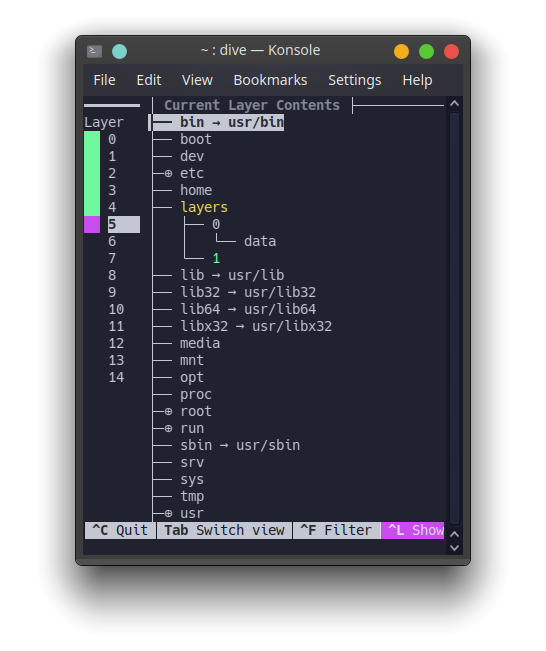 ~ : dive — Konsole
File Edit View Bookmarks Settings Help
Current Layer Contents
Layer bin → usr/bin
0 boot
1 dev
2 etc
3 home
4 layers
5 0
6 data
7 1
8 lib → usr/lib
9 lib32 → usr/lib32
10 lib64 → usr/lib64
11 libx32 → usr/libx32
12 media
13 mnt
14 opt
proc
root
run
sbin → usr/sbin
srv
sys
tmp
usr
^C Quit Tab Switch view ^F Filter ^L Show